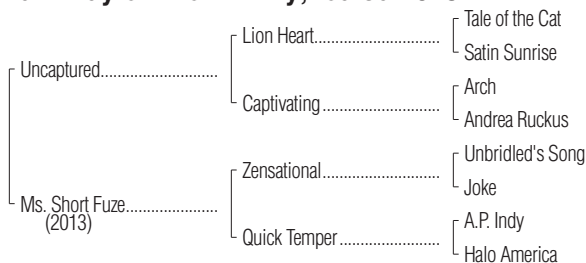 Lion Heart
Tale of the Cat
Satin Sunrise
Uncaptured
Captivating
Arch
Andrea Ruckus
Zensational
Unbridled's Song
Joke
Ms. Short Fuze
(2013)
Quick Temper
A.P. Indy
Halo America